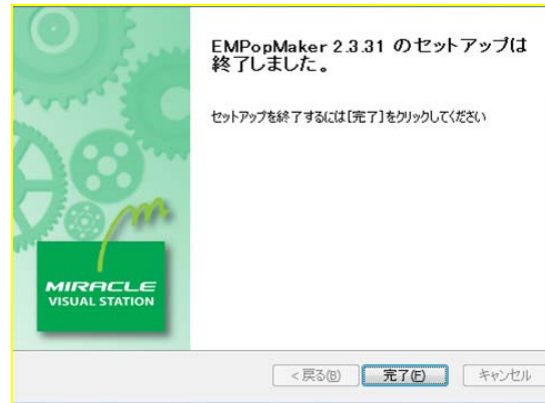 EMPopMaker 2.3.31 のセットアップは
終了しました。
セットアップを終了するには[完了]をクリックしてください
MIRACLE
VISUAL STATION
< 戻る(B)
完了(F)
キャンセル